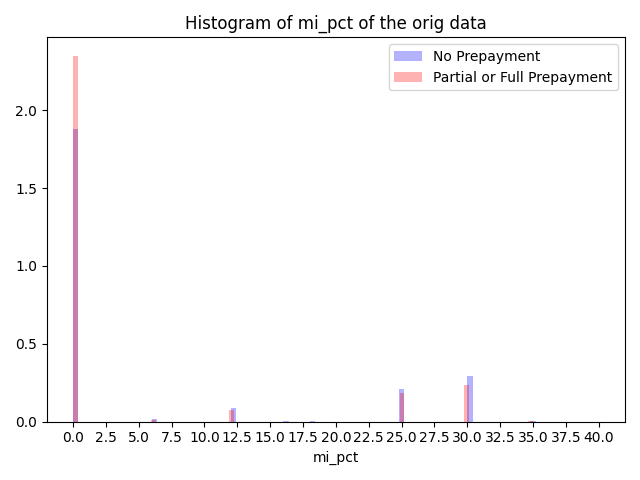 Histogram of mi_pct of the orig data
No Prepayment
Partial or Full Prepayment
2.0
1.5
1.0
0.5
0.0
0.0 2.5 5.0 7.5 10.0 12.5 15.0 17.5 20.0 22.5 25.0 27.5 30.0 32.5 35.0 37.5 40.0
mi_pct